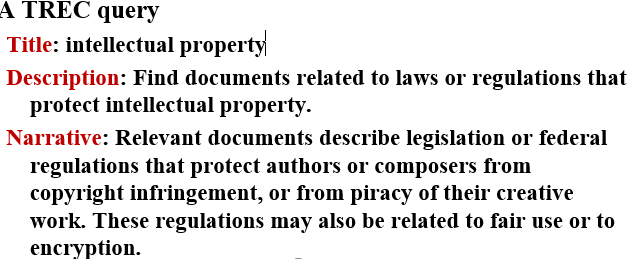 A TREC query
Title: intellectual property
Description: Find documents related to laws or regulations that
protect intellectual property.
Narrative: Relevant documents describe legislation or federal
regulations that protect authors or composers from
copyright infringement, or from piracy of their creative
work. These regulations may also be related to fair use or to
encryption.